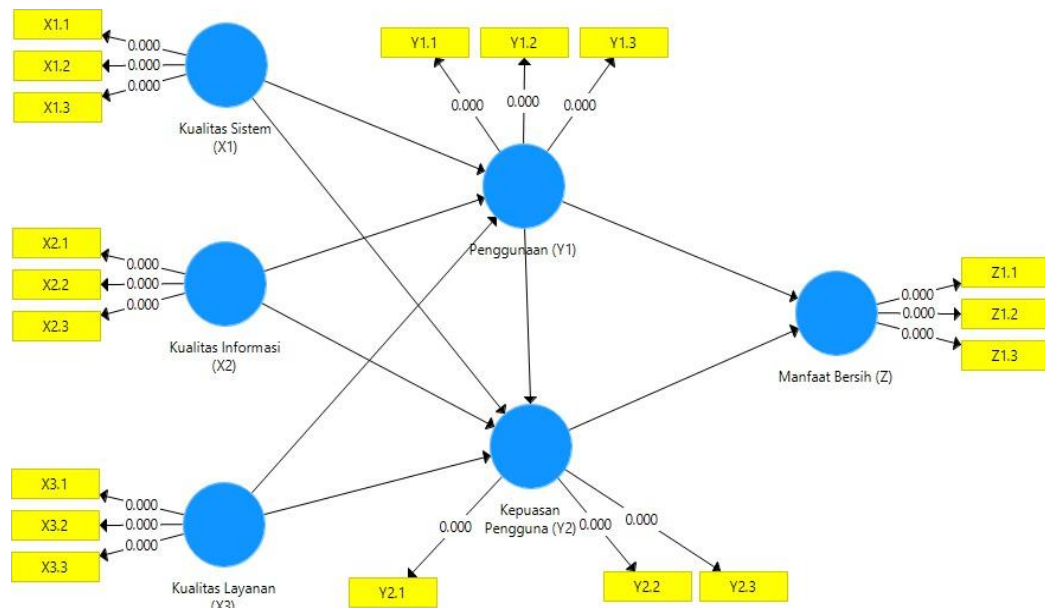 X1.1
0.000
X1.2
0.000
X1.3
0.000
Kualitas Sistem
(X1)
Y1.1
Y1.2
Y1.3
0.000
0.000
0.000
Penggunaan (Y1)
X2.1
0.000
X2.2
0.000
X2.3
0.000
Kualitas Informasi
(X2)
Z1.1
0.000
Z1.2
0.000
Z1.3
0.000
Manfaat Bersih (Z)
X3.1
0.000
X3.2
0.000
X3.3
0.000
Kualitas Layanan
(X3)
Kepuasan
Pengguna (Y2)
0.000
0.000
0.000
Y2.1
Y2.2
Y2.3